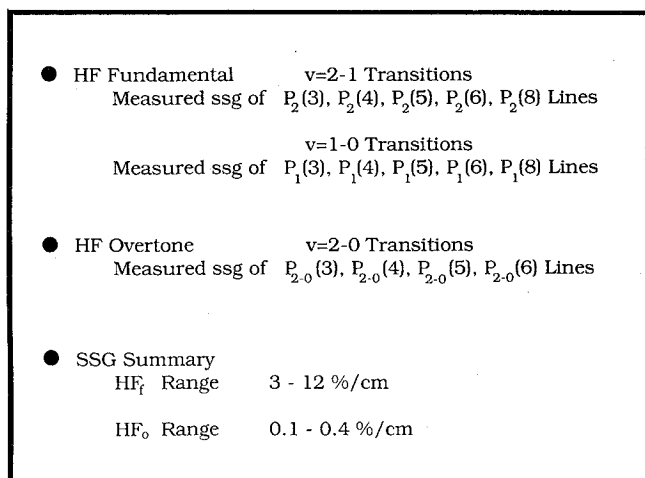 ● HF Fundamental v=2-1 Transitions
Measured ssg of P₂(3), P₂(4), P₂(5), P₂(6), P₂(8) Lines
v=1-0 Transitions
Measured ssg of P₁(3), P₁(4), P₁(5), P₁(6), P₁(8) Lines
● HF Overtone v=2-0 Transitions
Measured ssg of P₂₋₀(3), P₂₋₀(4), P₂₋₀(5), P₂₋₀(6) Lines
● SSG Summary
HF_f Range 3 - 12 %/cm
HFₒ Range 0.1 - 0.4 %/cm